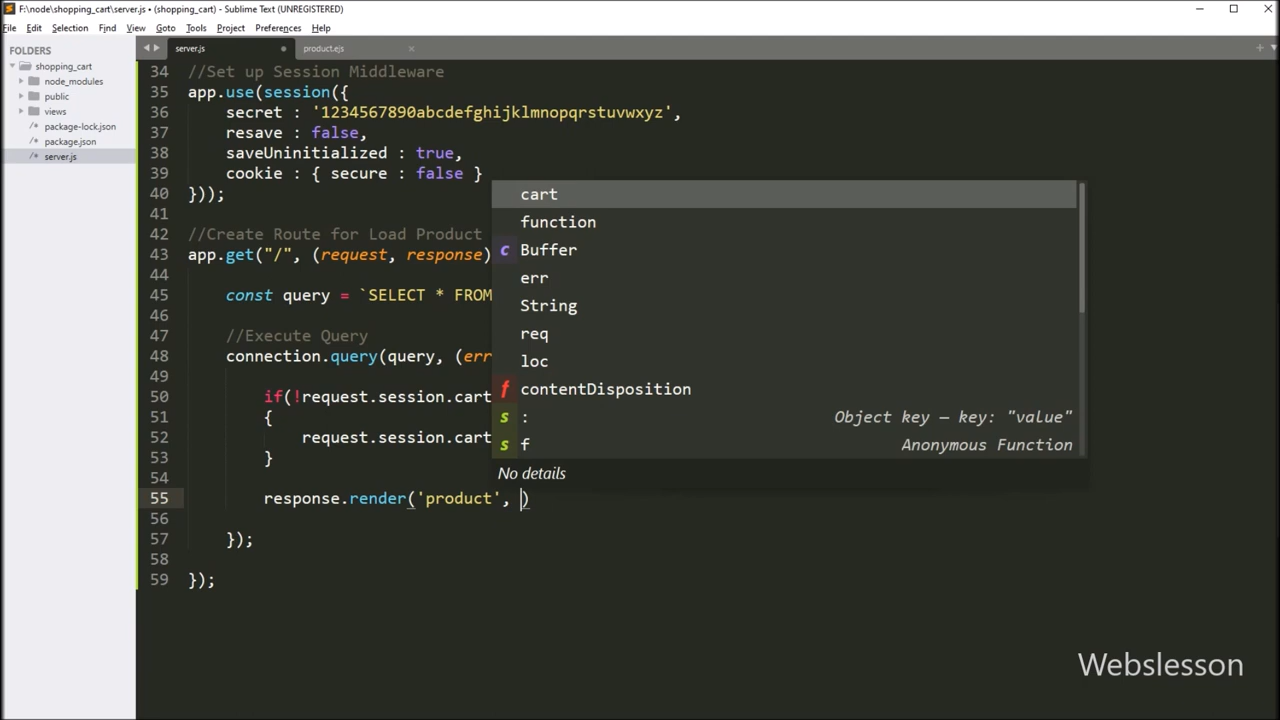 F:\node\shopping_cart\server.js • (shopping_cart) - Sublime Text (UNREGISTERED)
File Edit Selection Find View Goto Tools Project Preferences Help
FOLDERS
shopping_cart
node_modules
public
views
package-lock.json
package.json
server.js
server.js product.ejs
34 //Set up Session Middleware
35 app.use(session({
36 secret : '1234567890abcdefghijklmnopqrstuvwxyz',
37 resave : false,
38 saveUninitialized : true,
39 cookie : { secure : false }
40 }));
41
42 //Create Route for Load Product
43 app.get("/", (request, response)
44
45 const query = `SELECT * FROM
46
47 //Execute Query
48 connection.query(query, (err
49
50 if(!request.session.cart
51 {
52 request.session.cart
53 }
54
55 response.render('product', )
56
57 });
58
59 });
cart
function
c Buffer
err
String
req
loc
f contentDisposition
s : Object key — key: "value"
s f Anonymous Function
No details
Webslesson